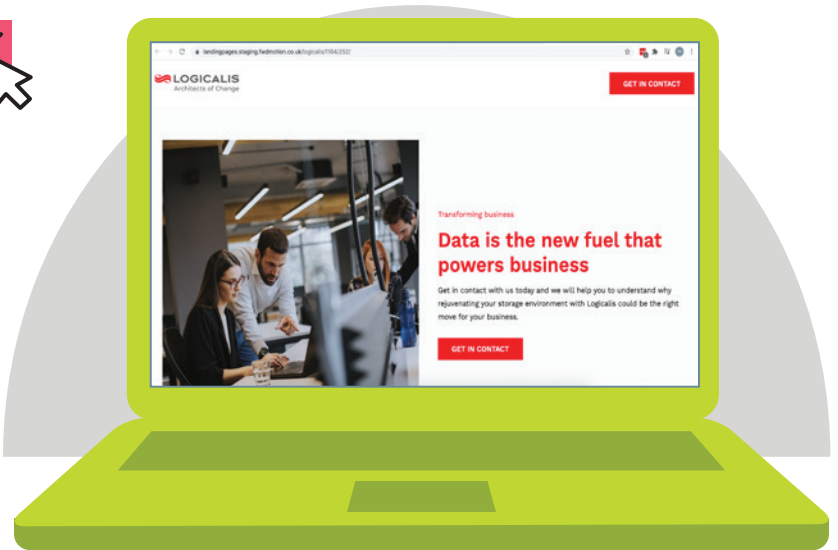 landingpages.staging.fwdmotion.co.uk/logicalis/1184/252/
LOGICALIS
Architects of Change
GET IN CONTACT
Transforming business
Data is the new fuel that
powers business
Get in contact with us today and we will help you to understand why
rejuvenating your storage environment with Logicalis could be the right
move for your business.
GET IN CONTACT